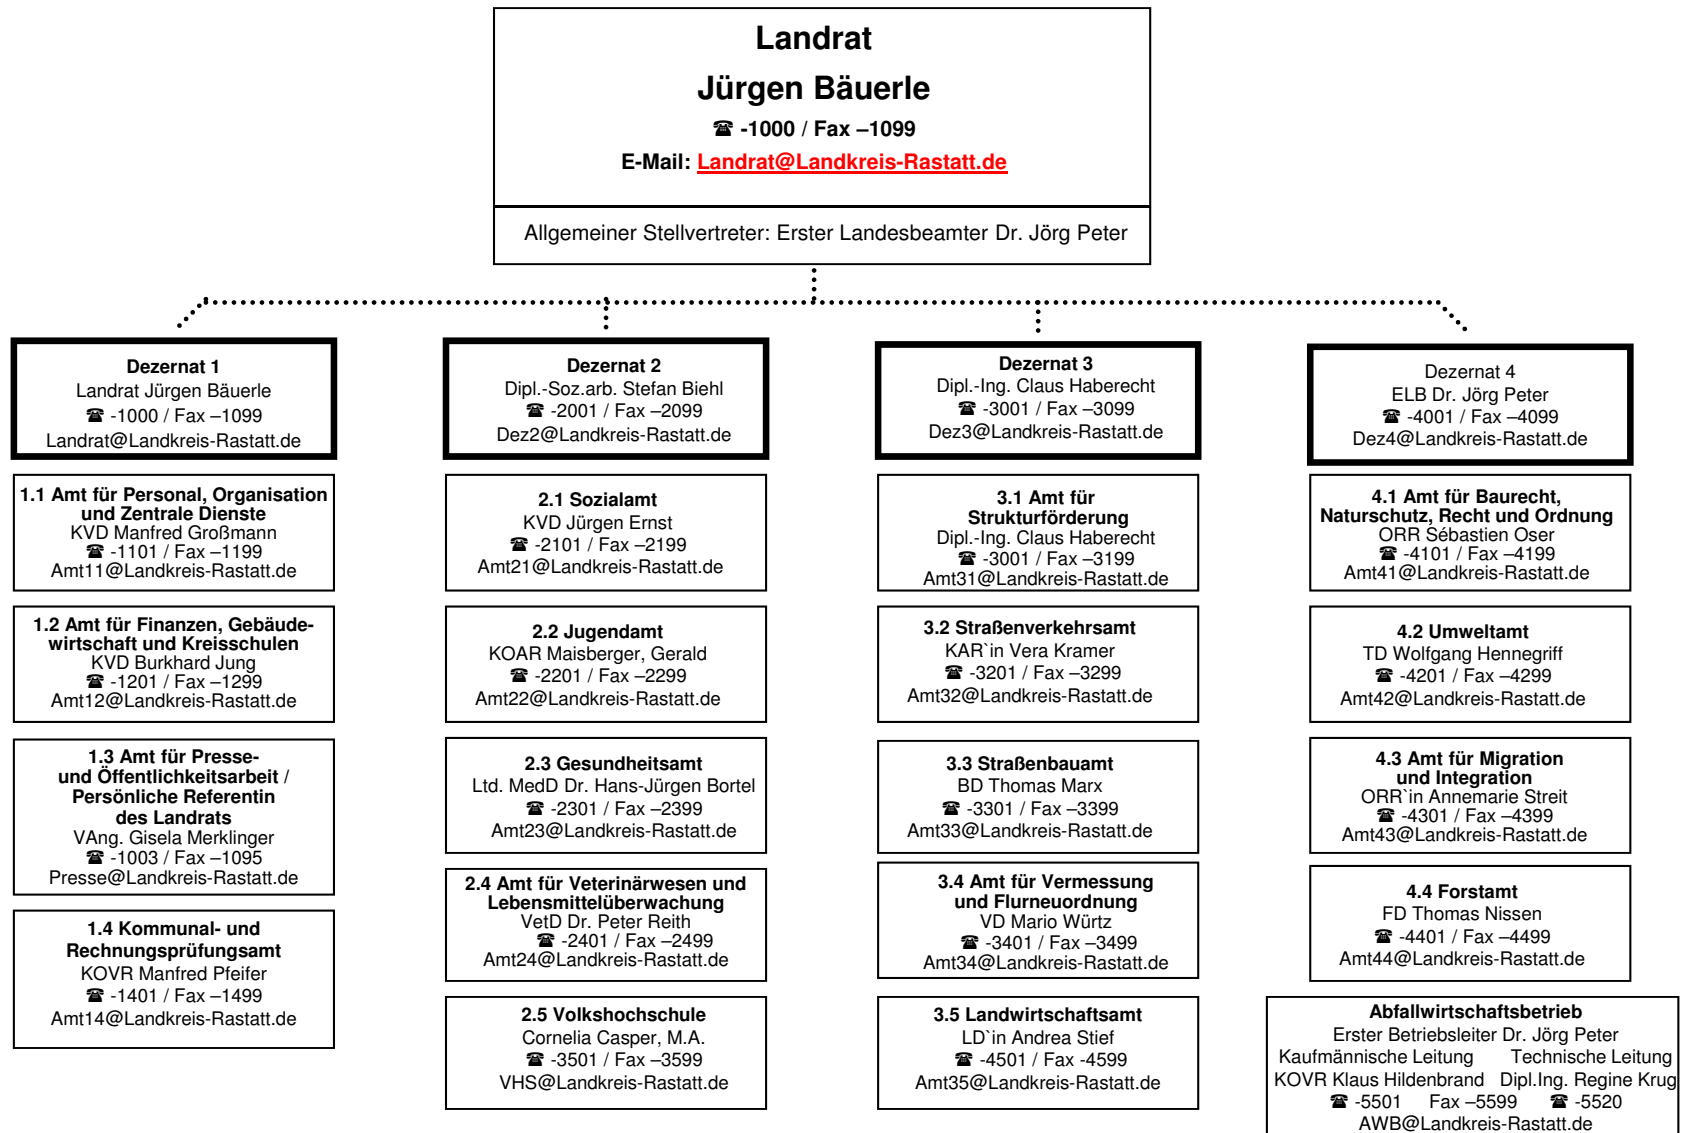 Landrat
Jürgen Bäuerle
☎ -1000 / Fax –1099
E-Mail: Landrat@Landkreis-Rastatt.de
Allgemeiner Stellvertreter: Erster Landesbeamter Dr. Jörg Peter
Dezernat 1
Landrat Jürgen Bäuerle
☎ -1000 / Fax –1099
Landrat@Landkreis-Rastatt.de
1.1 Amt für Personal, Organisation
und Zentrale Dienste
KVD Manfred Großmann
☎ -1101 / Fax –1199
Amt11@Landkreis-Rastatt.de
1.2 Amt für Finanzen, Gebäude-
wirtschaft und Kreisschulen
KVD Burkhard Jung
☎ -1201 / Fax –1299
Amt12@Landkreis-Rastatt.de
1.3 Amt für Presse-
und Öffentlichkeitsarbeit /
Persönliche Referentin
des Landrats
VAng. Gisela Merklinger
☎ -1003 / Fax –1095
Presse@Landkreis-Rastatt.de
1.4 Kommunal- und
Rechnungsprüfungsamt
KOVR Manfred Pfeifer
☎ -1401 / Fax –1499
Amt14@Landkreis-Rastatt.de
Dezernat 2
Dipl.-Soz.arb. Stefan Biehl
☎ -2001 / Fax –2099
Dez2@Landkreis-Rastatt.de
2.1 Sozialamt
KVD Jürgen Ernst
☎ -2101 / Fax –2199
Amt21@Landkreis-Rastatt.de
2.2 Jugendamt
KOAR Maisberger, Gerald
☎ -2201 / Fax –2299
Amt22@Landkreis-Rastatt.de
2.3 Gesundheitsamt
Ltd. MedD Dr. Hans-Jürgen Bortel
☎ -2301 / Fax –2399
Amt23@Landkreis-Rastatt.de
2.4 Amt für Veterinärwesen und
Lebensmittelüberwachung
VetD Dr. Peter Reith
☎ -2401 / Fax –2499
Amt24@Landkreis-Rastatt.de
2.5 Volkshochschule
Cornelia Casper, M.A.
☎ -3501 / Fax –3599
VHS@Landkreis-Rastatt.de
Dezernat 3
Dipl.-Ing. Claus Haberecht
☎ -3001 / Fax –3099
Dez3@Landkreis-Rastatt.de
3.1 Amt für
Strukturförderung
Dipl.-Ing. Claus Haberecht
☎ -3001 / Fax –3199
Amt31@Landkreis-Rastatt.de
3.2 Straßenverkehrsamt
KAR`in Vera Kramer
☎ -3201 / Fax –3299
Amt32@Landkreis-Rastatt.de
3.3 Straßenbauamt
BD Thomas Marx
☎ -3301 / Fax –3399
Amt33@Landkreis-Rastatt.de
3.4 Amt für Vermessung
und Flurneuordnung
VD Mario Würtz
☎ -3401 / Fax –3499
Amt34@Landkreis-Rastatt.de
3.5 Landwirtschaftsamt
LD`in Andrea Stief
☎ -4501 / Fax -4599
Amt35@Landkreis-Rastatt.de
Dezernat 4
ELB Dr. Jörg Peter
☎ -4001 / Fax –4099
Dez4@Landkreis-Rastatt.de
4.1 Amt für Baurecht,
Naturschutz, Recht und Ordnung
ORR Sébastien Oser
☎ -4101 / Fax –4199
Amt41@Landkreis-Rastatt.de
4.2 Umweltamt
TD Wolfgang Hennegriff
☎ -4201 / Fax –4299
Amt42@Landkreis-Rastatt.de
4.3 Amt für Migration
und Integration
ORR`in Annemarie Streit
☎ -4301 / Fax –4399
Amt43@Landkreis-Rastatt.de
4.4 Forstamt
FD Thomas Nissen
☎ -4401 / Fax –4499
Amt44@Landkreis-Rastatt.de
Abfallwirtschaftsbetrieb
Erster Betriebsleiter Dr. Jörg Peter
Kaufmännische Leitung Technische Leitung
KOVR Klaus Hildenbrand Dipl.Ing. Regine Krug
☎ -5501 Fax –5599 ☎ -5520
AWB@Landkreis-Rastatt.de